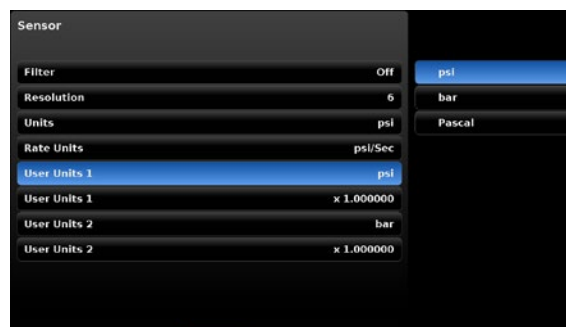 Sensor
Filter Off
Resolution 6
Units psi
Rate Units psi/Sec
User Units 1 psi
User Units 1 x 1.000000
User Units 2 bar
User Units 2 x 1.000000
psi
bar
Pascal